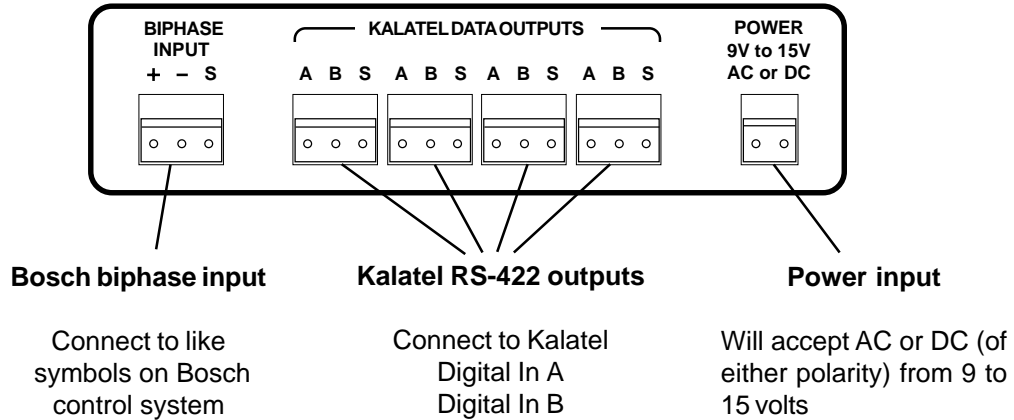 BIPHASE
INPUT
+ – S
KALATEL DATA OUTPUTS
A B S A B S A B S A B S
POWER
9V to 15V
AC or DC
Bosch biphase input
Connect to like
symbols on Bosch
control system
Kalatel RS-422 outputs
Connect to Kalatel
Digital In A
Digital In B
Power input
Will accept AC or DC (of
either polarity) from 9 to
15 volts